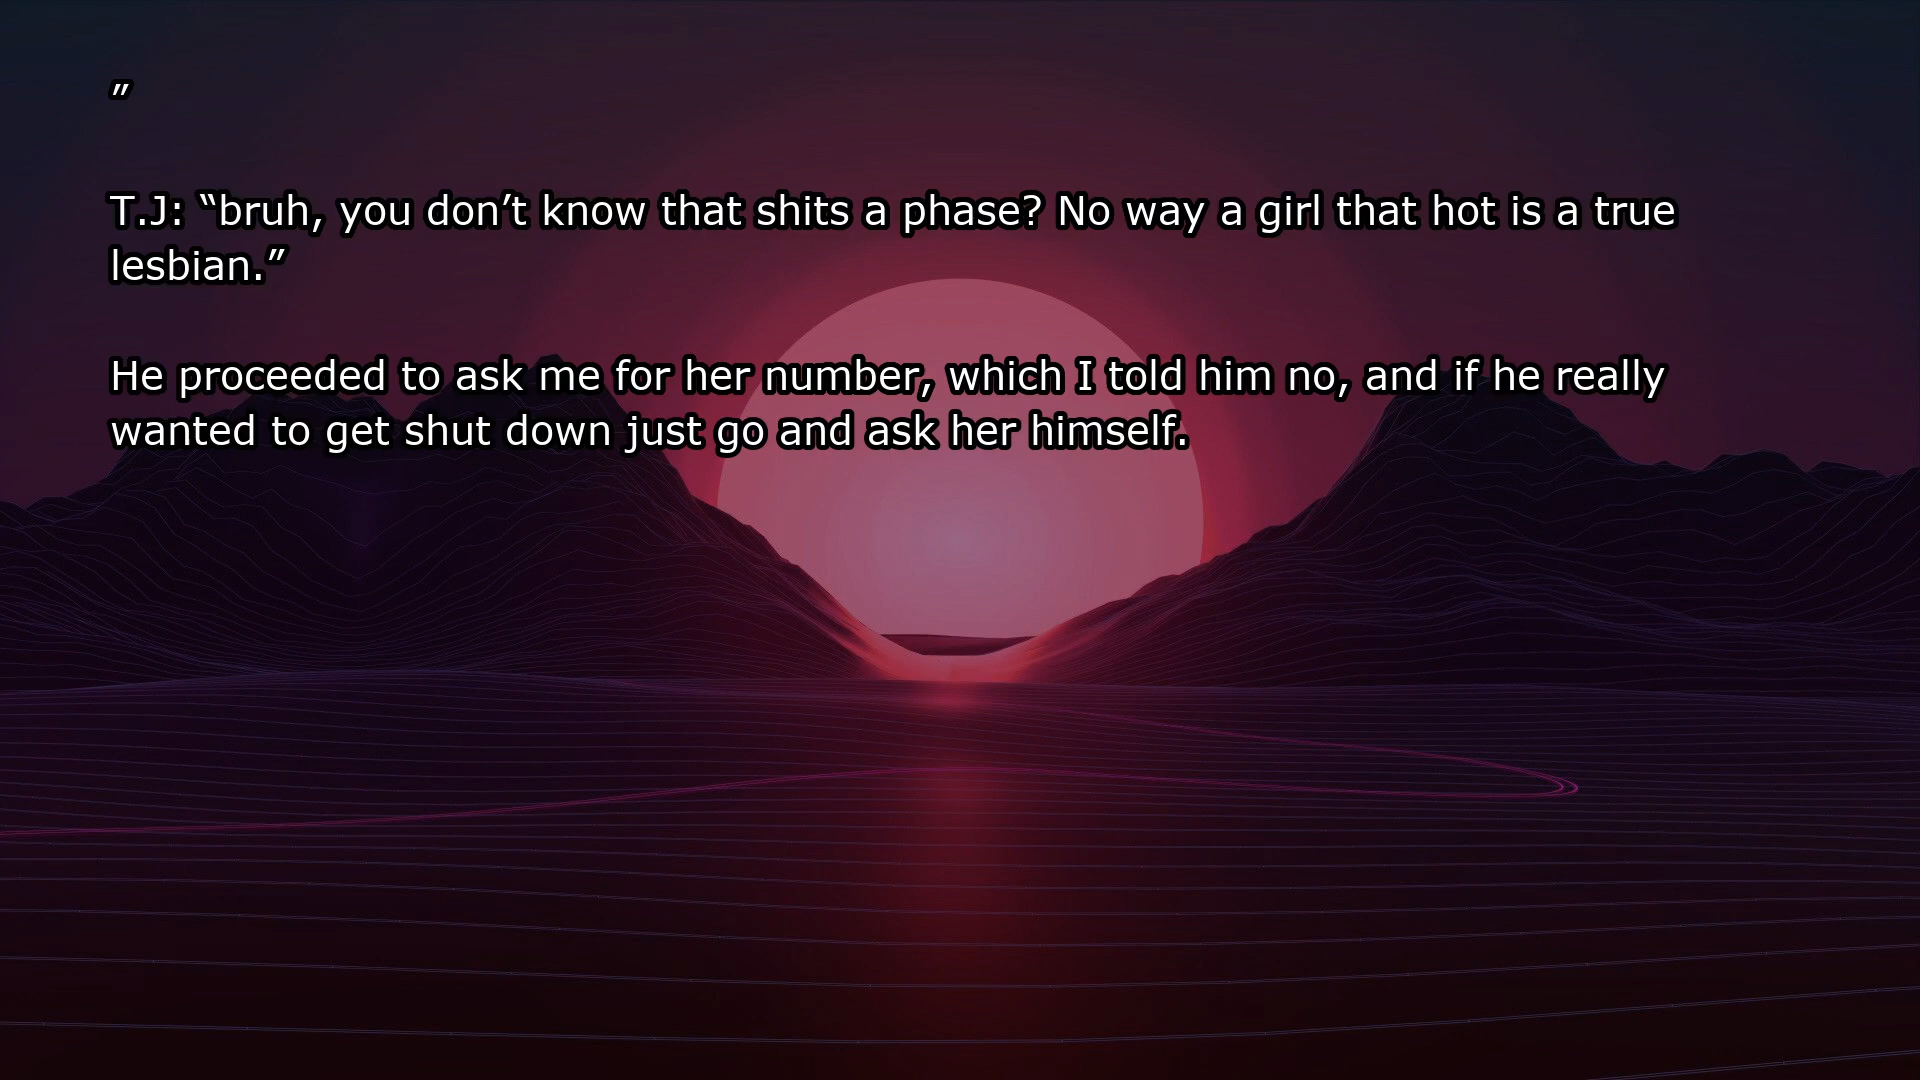 ”
T.J: “bruh, you don’t know that shits a phase? No way a girl that hot is a true
lesbian.”
He proceeded to ask me for her number, which I told him no, and if he really
wanted to get shut down just go and ask her himself.